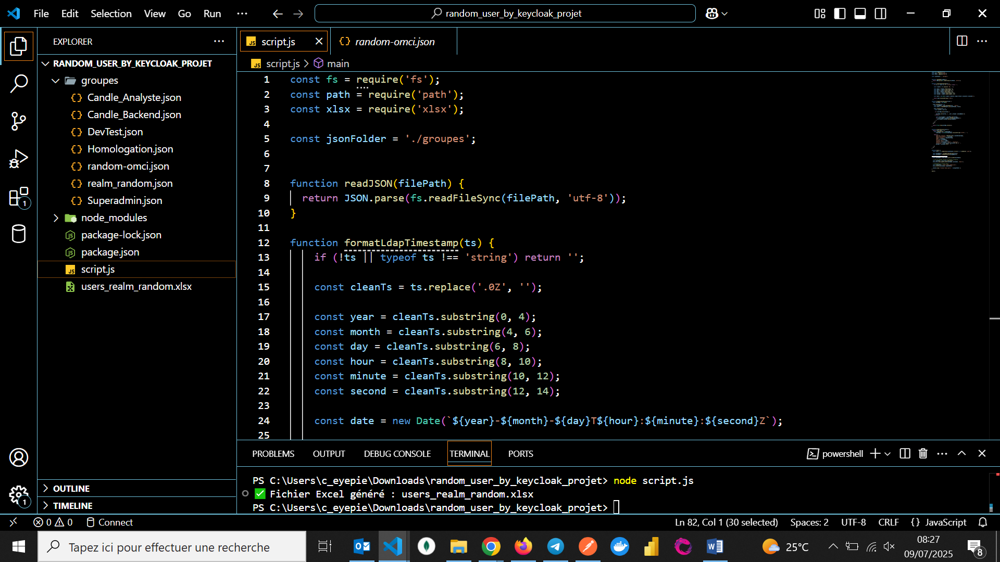 File Edit Selection View Go Run ···
random_user_by_keycloak_projet
EXPLORER
RANDOM_USER_BY_KEYCLOAK_PROJET
groupes
{} Candle_Analyste.json
{} Candle_Backend.json
{} DevTest.json
{} Homologation.json
{} random-omci.json
{} realm_random.json
{} Superadmin.json
node_modules
package-lock.json
package.json
JS script.js
users_realm_random.xlsx
OUTLINE
TIMELINE
1
1
JS script.js
{} random-omci.json
JS script.js > main
1 const fs = require('fs');
2 const path = require('path');
3 const xlsx = require('xlsx');
4
5 const jsonFolder = './groupes';
6
7
8 function readJSON(filePath) {
9 return JSON.parse(fs.readFileSync(filePath, 'utf-8'));
10 }
11
12 function formatLdapTimestamp(ts) {
13 if (!ts || typeof ts !== 'string') return '';
14
15 const cleanTs = ts.replace('.0Z', '');
16
17 const year = cleanTs.substring(0, 4);
18 const month = cleanTs.substring(4, 6);
19 const day = cleanTs.substring(6, 8);
20 const hour = cleanTs.substring(8, 10);
21 const minute = cleanTs.substring(10, 12);
22 const second = cleanTs.substring(12, 14);
23
24 const date = new Date(`${year}-${month}-${day}T${hour}:${minute}:${second}Z`);
25
PROBLEMS OUTPUT DEBUG CONSOLE TERMINAL PORTS
powershell
PS C:\Users\c_eyepie\Downloads\random_user_by_keycloak_projet> node script.js
✅ Fichier Excel généré : users_realm_random.xlsx
PS C:\Users\c_eyepie\Downloads\random_user_by_keycloak_projet>
0 0 Connect
Ln 82, Col 1 (30 selected) Spaces: 2 UTF-8 CRLF {} JavaScript
Tapez ici pour effectuer une recherche
25°C
08:27
09/07/2025
8